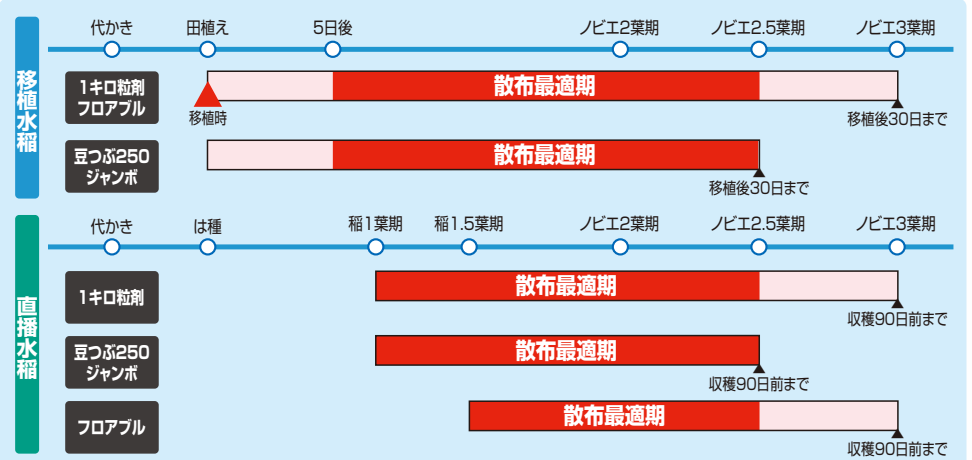 移植水稲
代かき
田植え
5日後
ノビエ2葉期
ノビエ2.5葉期
ノビエ3葉期
1キロ粒剤
フロアブル
散布最適期
移植時
移植後30日まで
豆つぶ250
ジャンボ
散布最適期
移植後30日まで
直播水稲
代かき
は種
稲1葉期
稲1.5葉期
ノビエ2葉期
ノビエ2.5葉期
ノビエ3葉期
1キロ粒剤
散布最適期
収穫90日前まで
豆つぶ250
ジャンボ
散布最適期
収穫90日前まで
フロアブル
散布最適期
収穫90日前まで